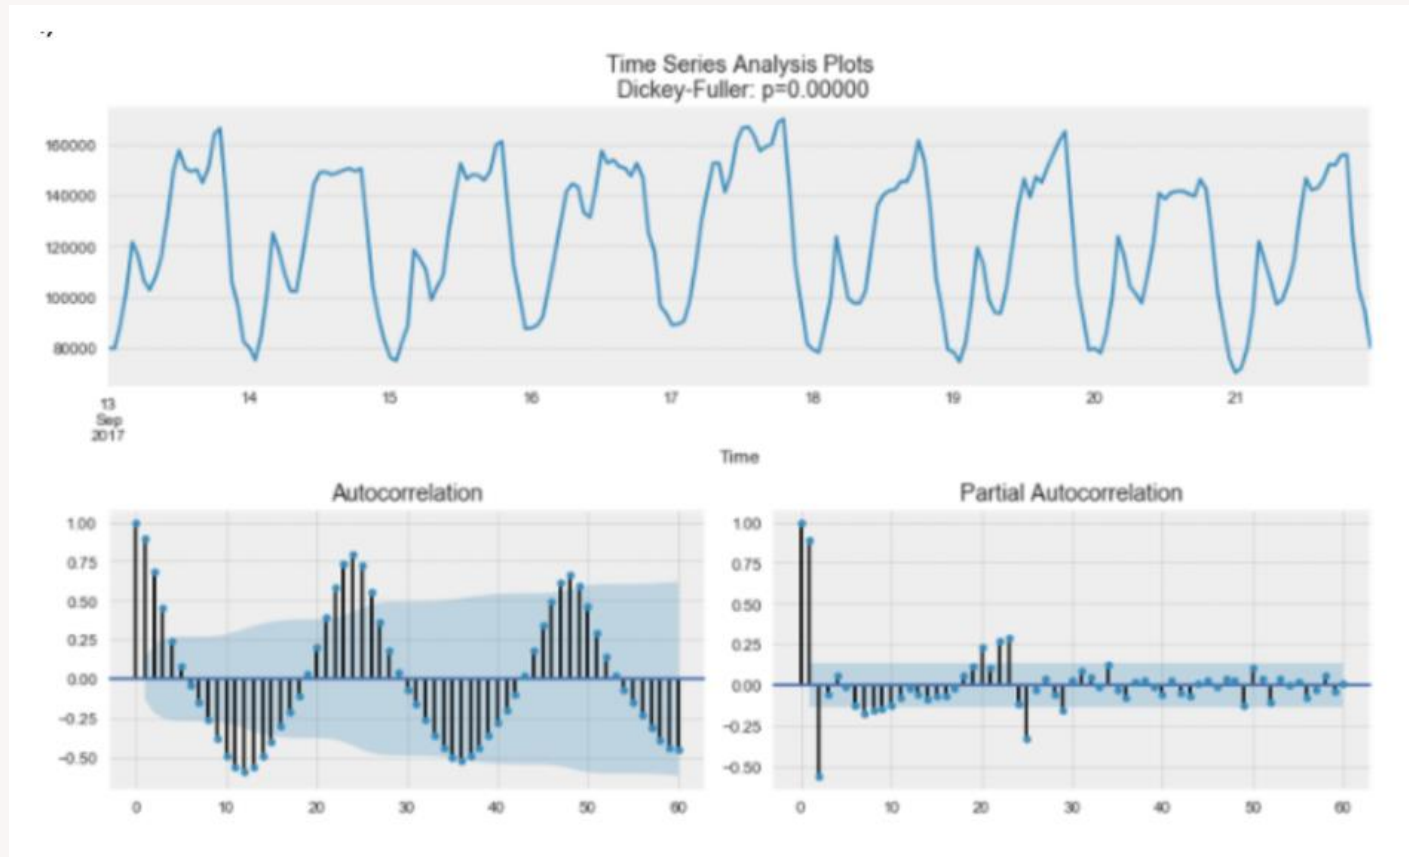 Time Series Analysis Plots
Dickey-Fuller: p=0.00000
160000
140000
120000
100000
80000
13 14 15 16 17 18 19 20 21
Sep
2017
Time
Autocorrelation
1.00
0.75
0.50
0.25
0.00
−0.25
−0.50
0 10 20 30 40 50 60
Partial Autocorrelation
1.00
0.75
0.50
0.25
0.00
−0.25
−0.50
0 10 20 30 40 50 60